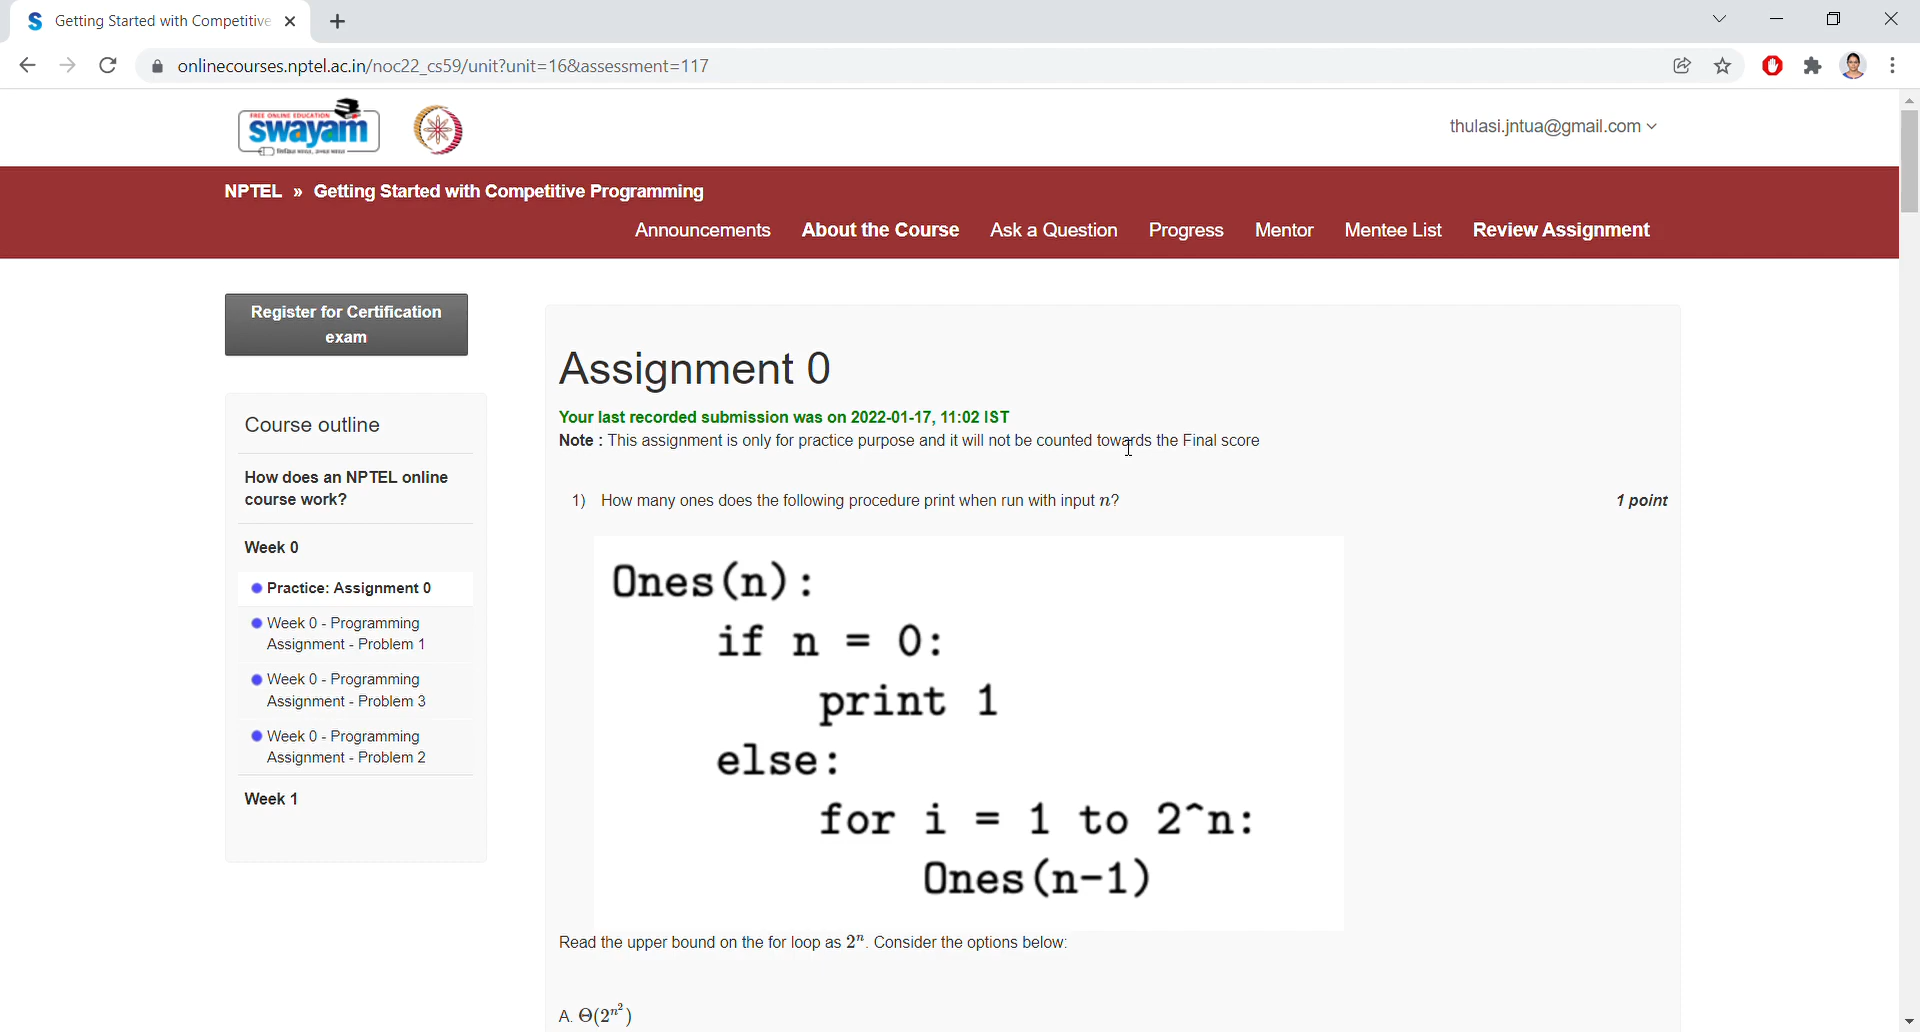 Getting Started with Competitive
onlinecourses.nptel.ac.in/noc22_cs59/unit?unit=16&assessment=117
FREE ONLINE EDUCATION
swayam
thulasi.jntua@gmail.com
NPTEL » Getting Started with Competitive Programming
Announcements About the Course Ask a Question Progress Mentor Mentee List Review Assignment
Register for Certification
exam
Course outline
How does an NPTEL online
course work?
Week 0
Practice: Assignment 0
Week 0 - Programming
Assignment - Problem 1
Week 0 - Programming
Assignment - Problem 3
Week 0 - Programming
Assignment - Problem 2
Week 1
Assignment 0
Your last recorded submission was on 2022-01-17, 11:02 IST
Note : This assignment is only for practice purpose and it will not be counted towards the Final score
1) How many ones does the following procedure print when run with input n? 1 point
Ones(n):
if n = 0:
print 1
else:
for i = 1 to 2^n:
Ones(n-1)
Read the upper bound on the for loop as 2ⁿ. Consider the options below:
A. Θ(2^{n^2})